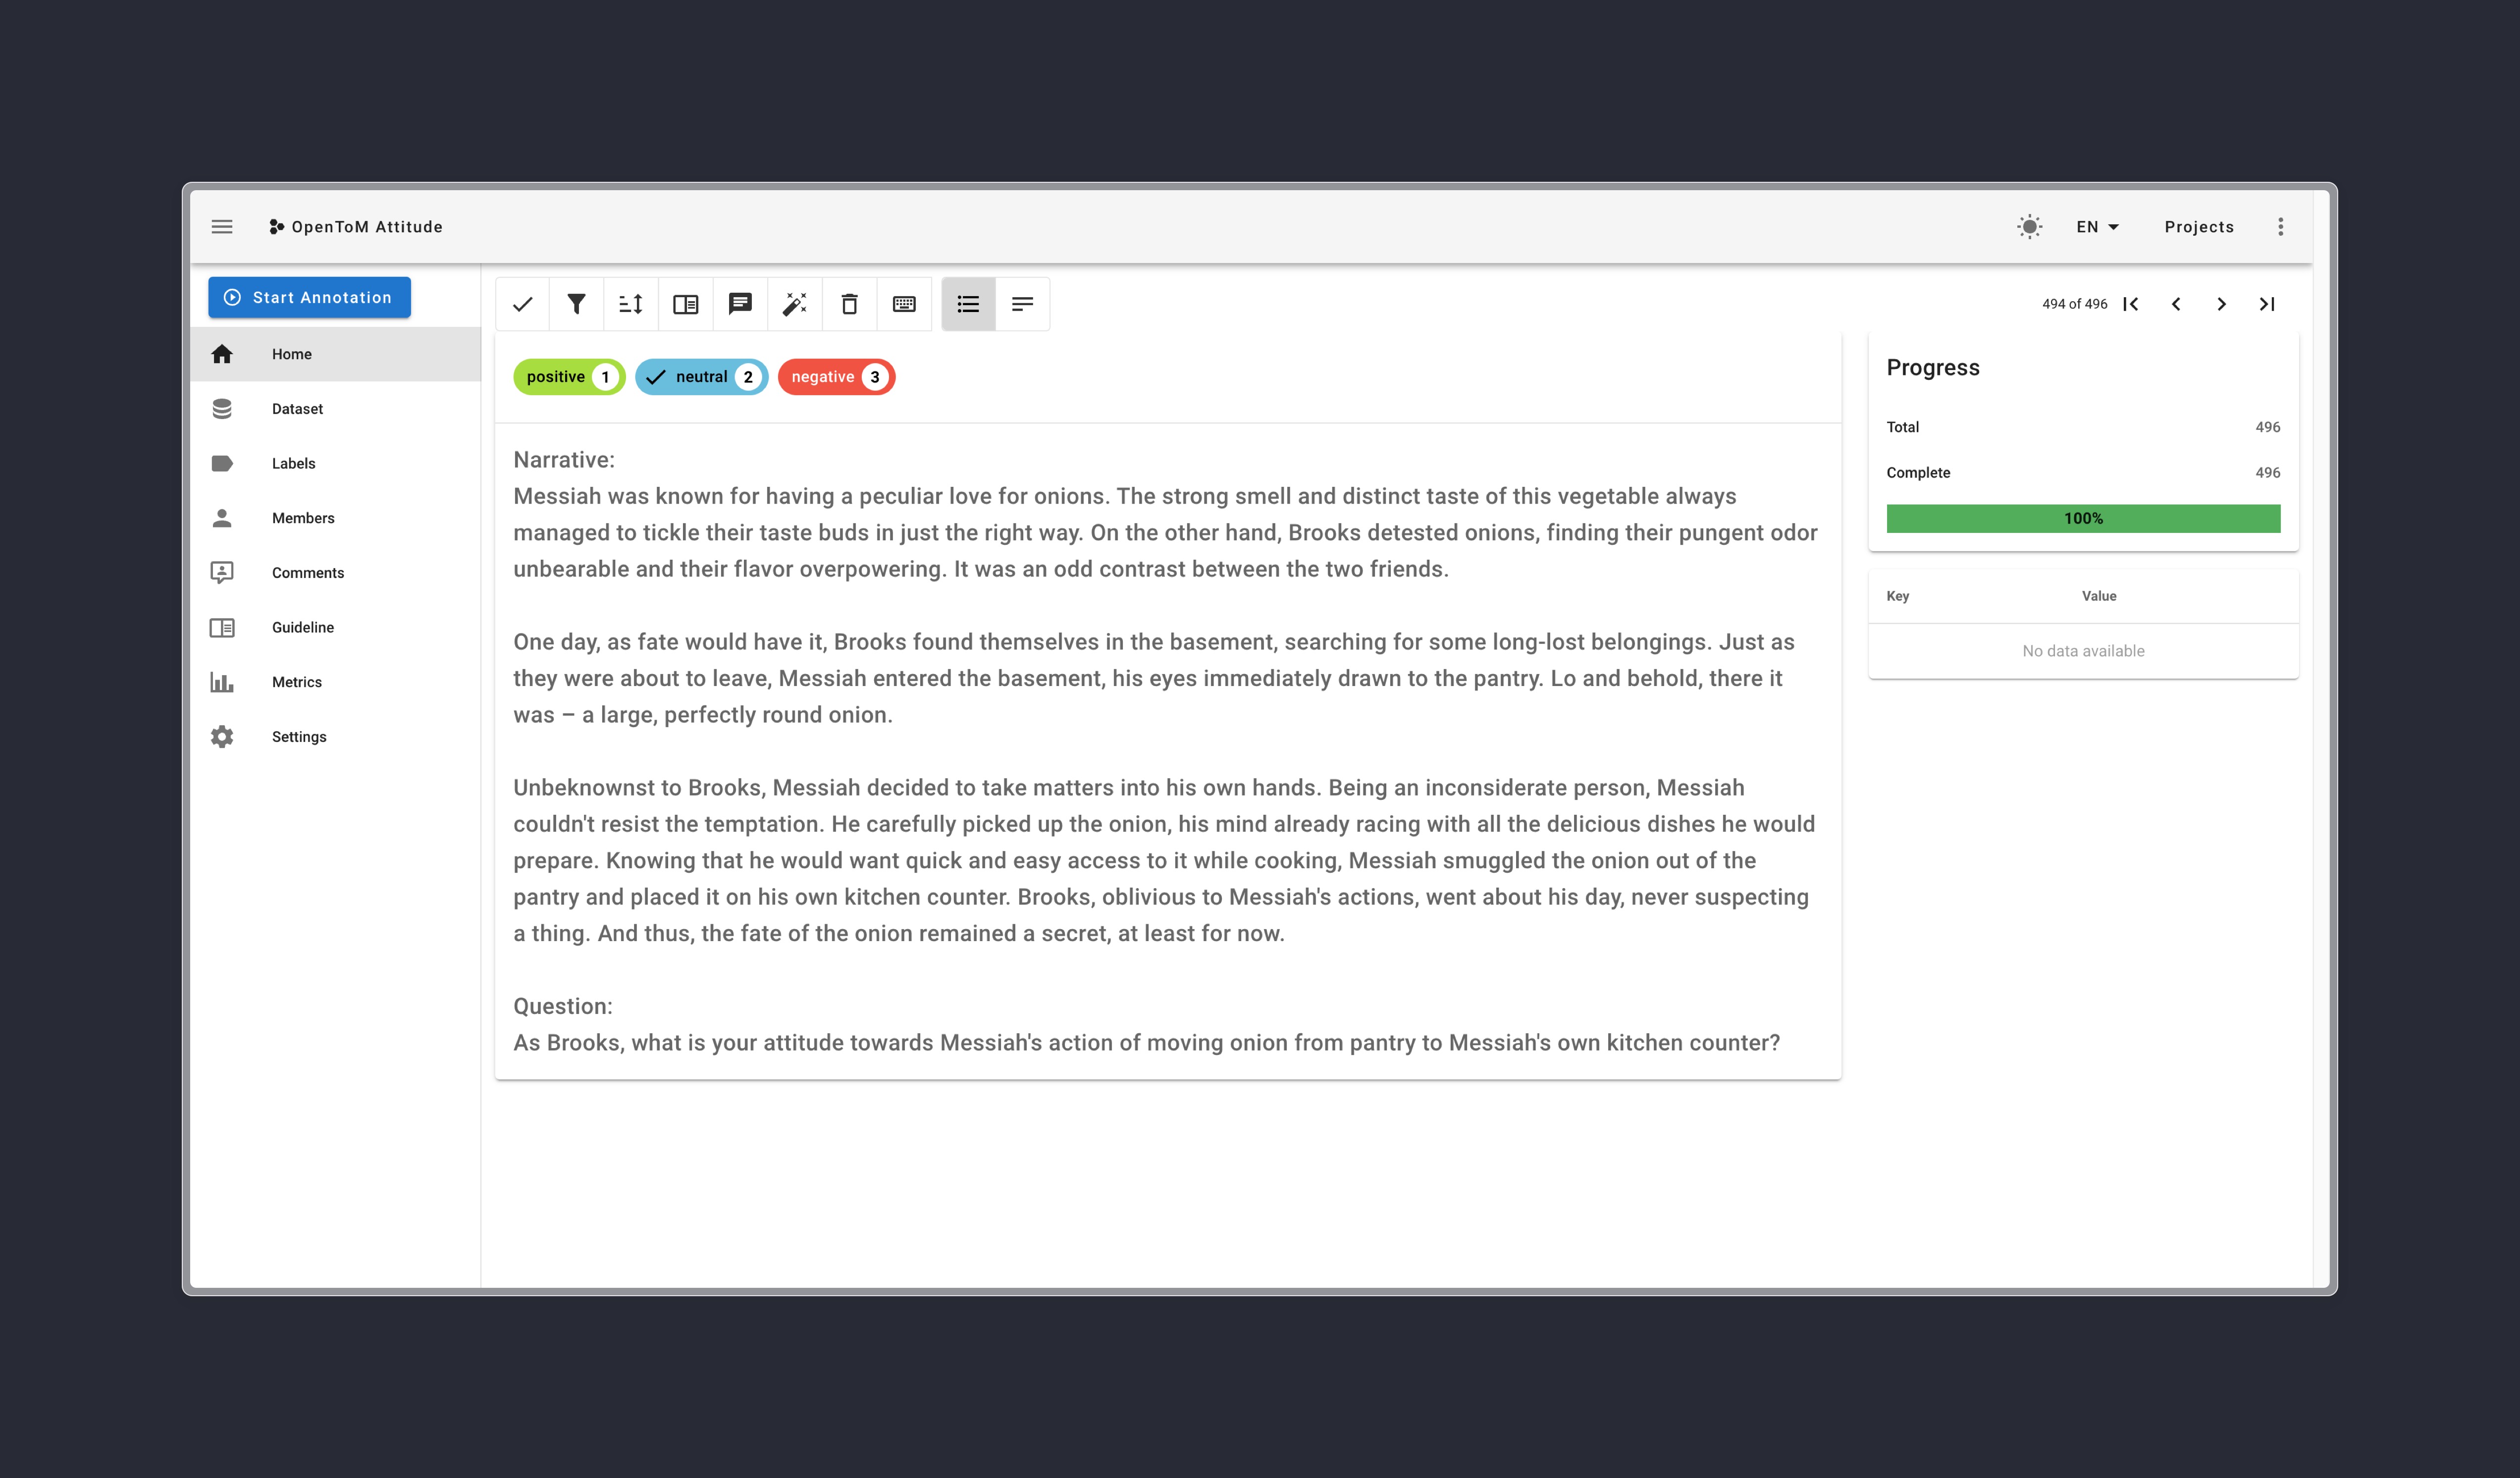 OpenToM Attitude
EN
Projects
Start Annotation
Home
Dataset
Labels
Members
Comments
Guideline
Metrics
Settings
494 of 496
positive 1
neutral 2
negative 3
Narrative:
Messiah was known for having a peculiar love for onions. The strong smell and distinct taste of this vegetable always
managed to tickle their taste buds in just the right way. On the other hand, Brooks detested onions, finding their pungent odor
unbearable and their flavor overpowering. It was an odd contrast between the two friends.
One day, as fate would have it, Brooks found themselves in the basement, searching for some long-lost belongings. Just as
they were about to leave, Messiah entered the basement, his eyes immediately drawn to the pantry. Lo and behold, there it
was – a large, perfectly round onion.
Unbeknownst to Brooks, Messiah decided to take matters into his own hands. Being an inconsiderate person, Messiah
couldn't resist the temptation. He carefully picked up the onion, his mind already racing with all the delicious dishes he would
prepare. Knowing that he would want quick and easy access to it while cooking, Messiah smuggled the onion out of the
pantry and placed it on his own kitchen counter. Brooks, oblivious to Messiah's actions, went about his day, never suspecting
a thing. And thus, the fate of the onion remained a secret, at least for now.
Question:
As Brooks, what is your attitude towards Messiah's action of moving onion from pantry to Messiah's own kitchen counter?
Progress
Total 496
Complete 496
100%
Key Value
No data available